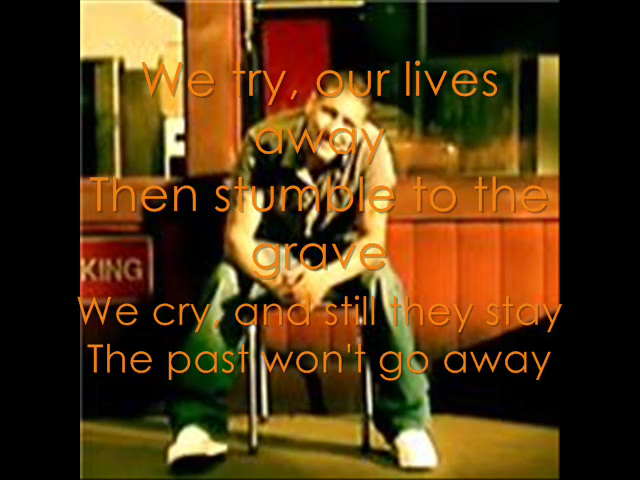 We try, our lives
away
Then stumble to the
grave
KING
We cry, and still they stay
The past won't go away